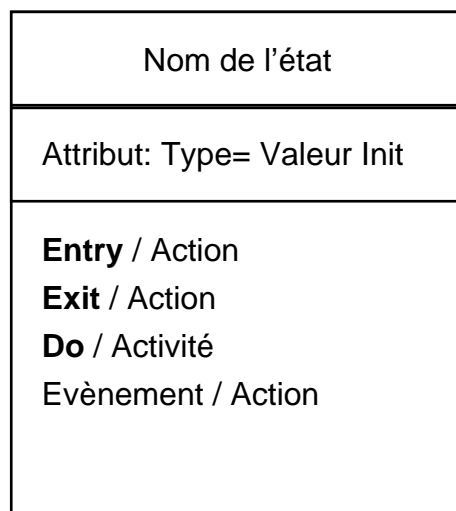 Nom de l’état
Attribut: Type= Valeur Init
Entry / Action
Exit / Action
Do / Activité
Evènement / Action